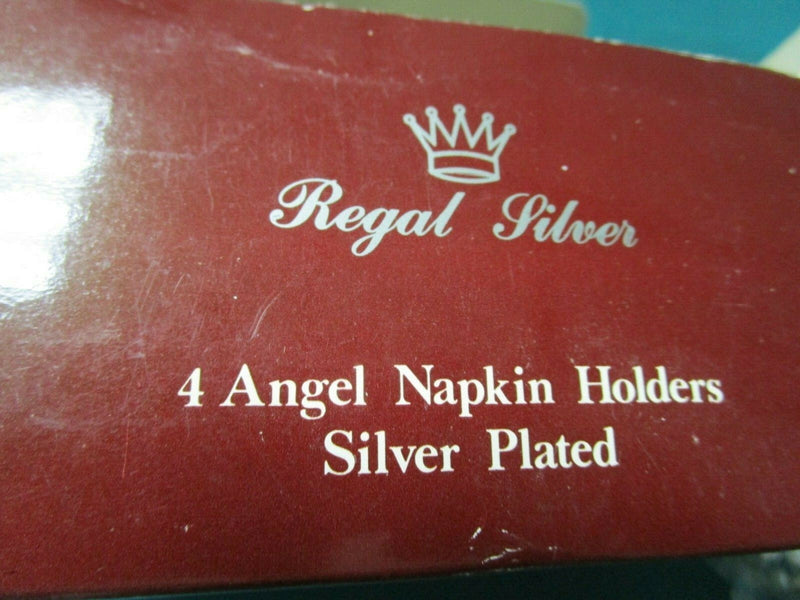 Regal Silver
4 Angel Napkin Holders
Silver Plated